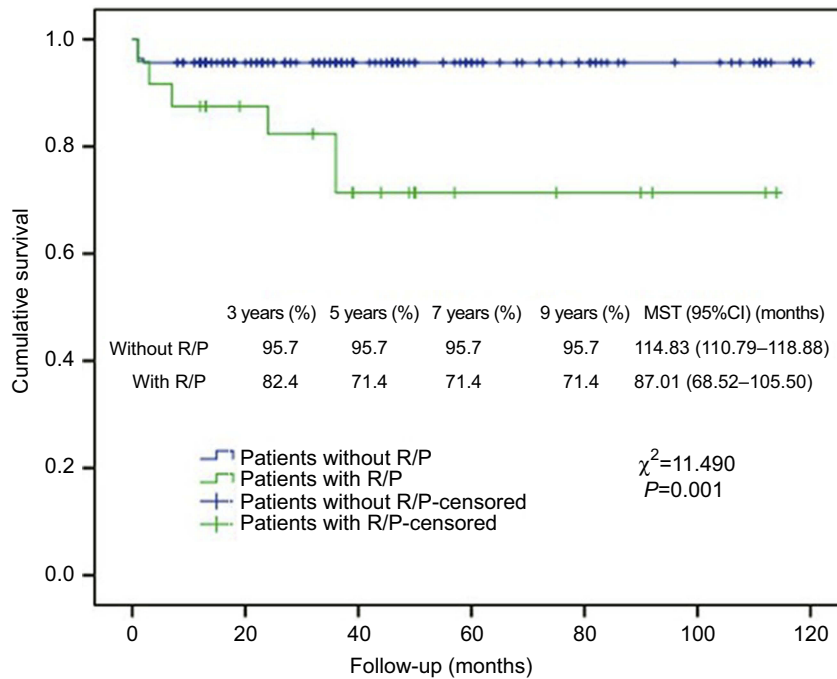 1.0
0.8
0.6
0.4
0.2
0.0
Cumulative survival
3 years (%) 5 years (%) 7 years (%) 9 years (%) MST (95%CI) (months)
Without R/P 95.7 95.7 95.7 95.7 114.83 (110.79–118.88)
With R/P 82.4 71.4 71.4 71.4 87.01 (68.52–105.50)
Patients without R/P
Patients with R/P
Patients without R/P-censored
Patients with R/P-censored
χ²=11.490
P=0.001
0 20 40 60 80 100 120
Follow-up (months)